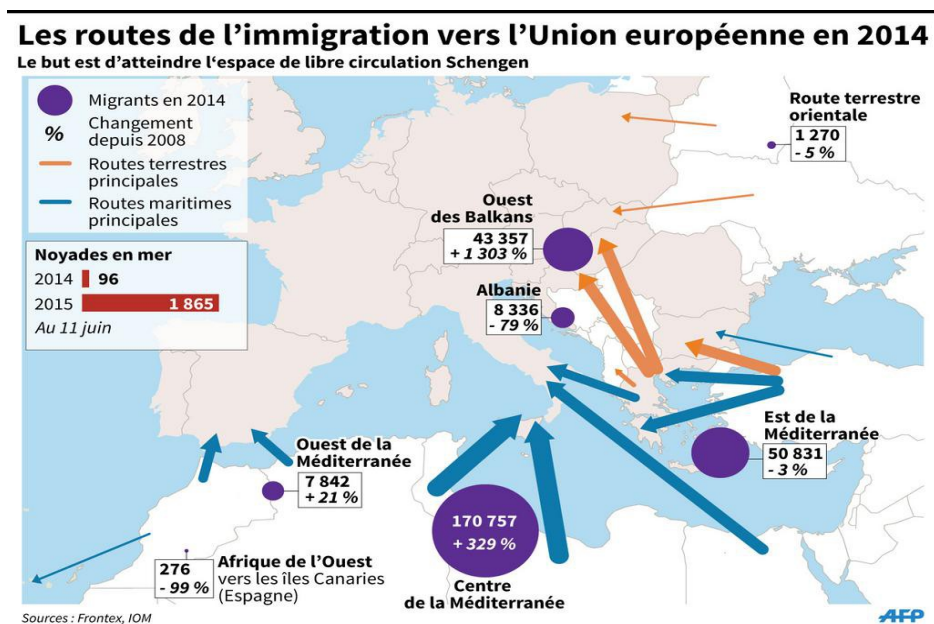 Les routes de l’immigration vers l’Union européenne en 2014
Le but est d’atteindre l‘espace de libre circulation Schengen
Migrants en 2014
% Changement
depuis 2008
Routes terrestres
principales
Routes maritimes
principales
Noyades en mer
2014 96
2015 1 865
Au 11 juin
Route terrestre
orientale
1 270
- 5 %
Ouest
des Balkans
43 357
+ 1 303 %
Albanie
8 336
- 79 %
Est de la
Méditerranée
50 831
- 3 %
Ouest de la
Méditerranée
7 842
+ 21 %
170 757
+ 329 %
Centre
de la Méditerranée
276
- 99 %
Afrique de l’Ouest
vers les îles Canaries
(Espagne)
Sources : Frontex, IOM
AFP